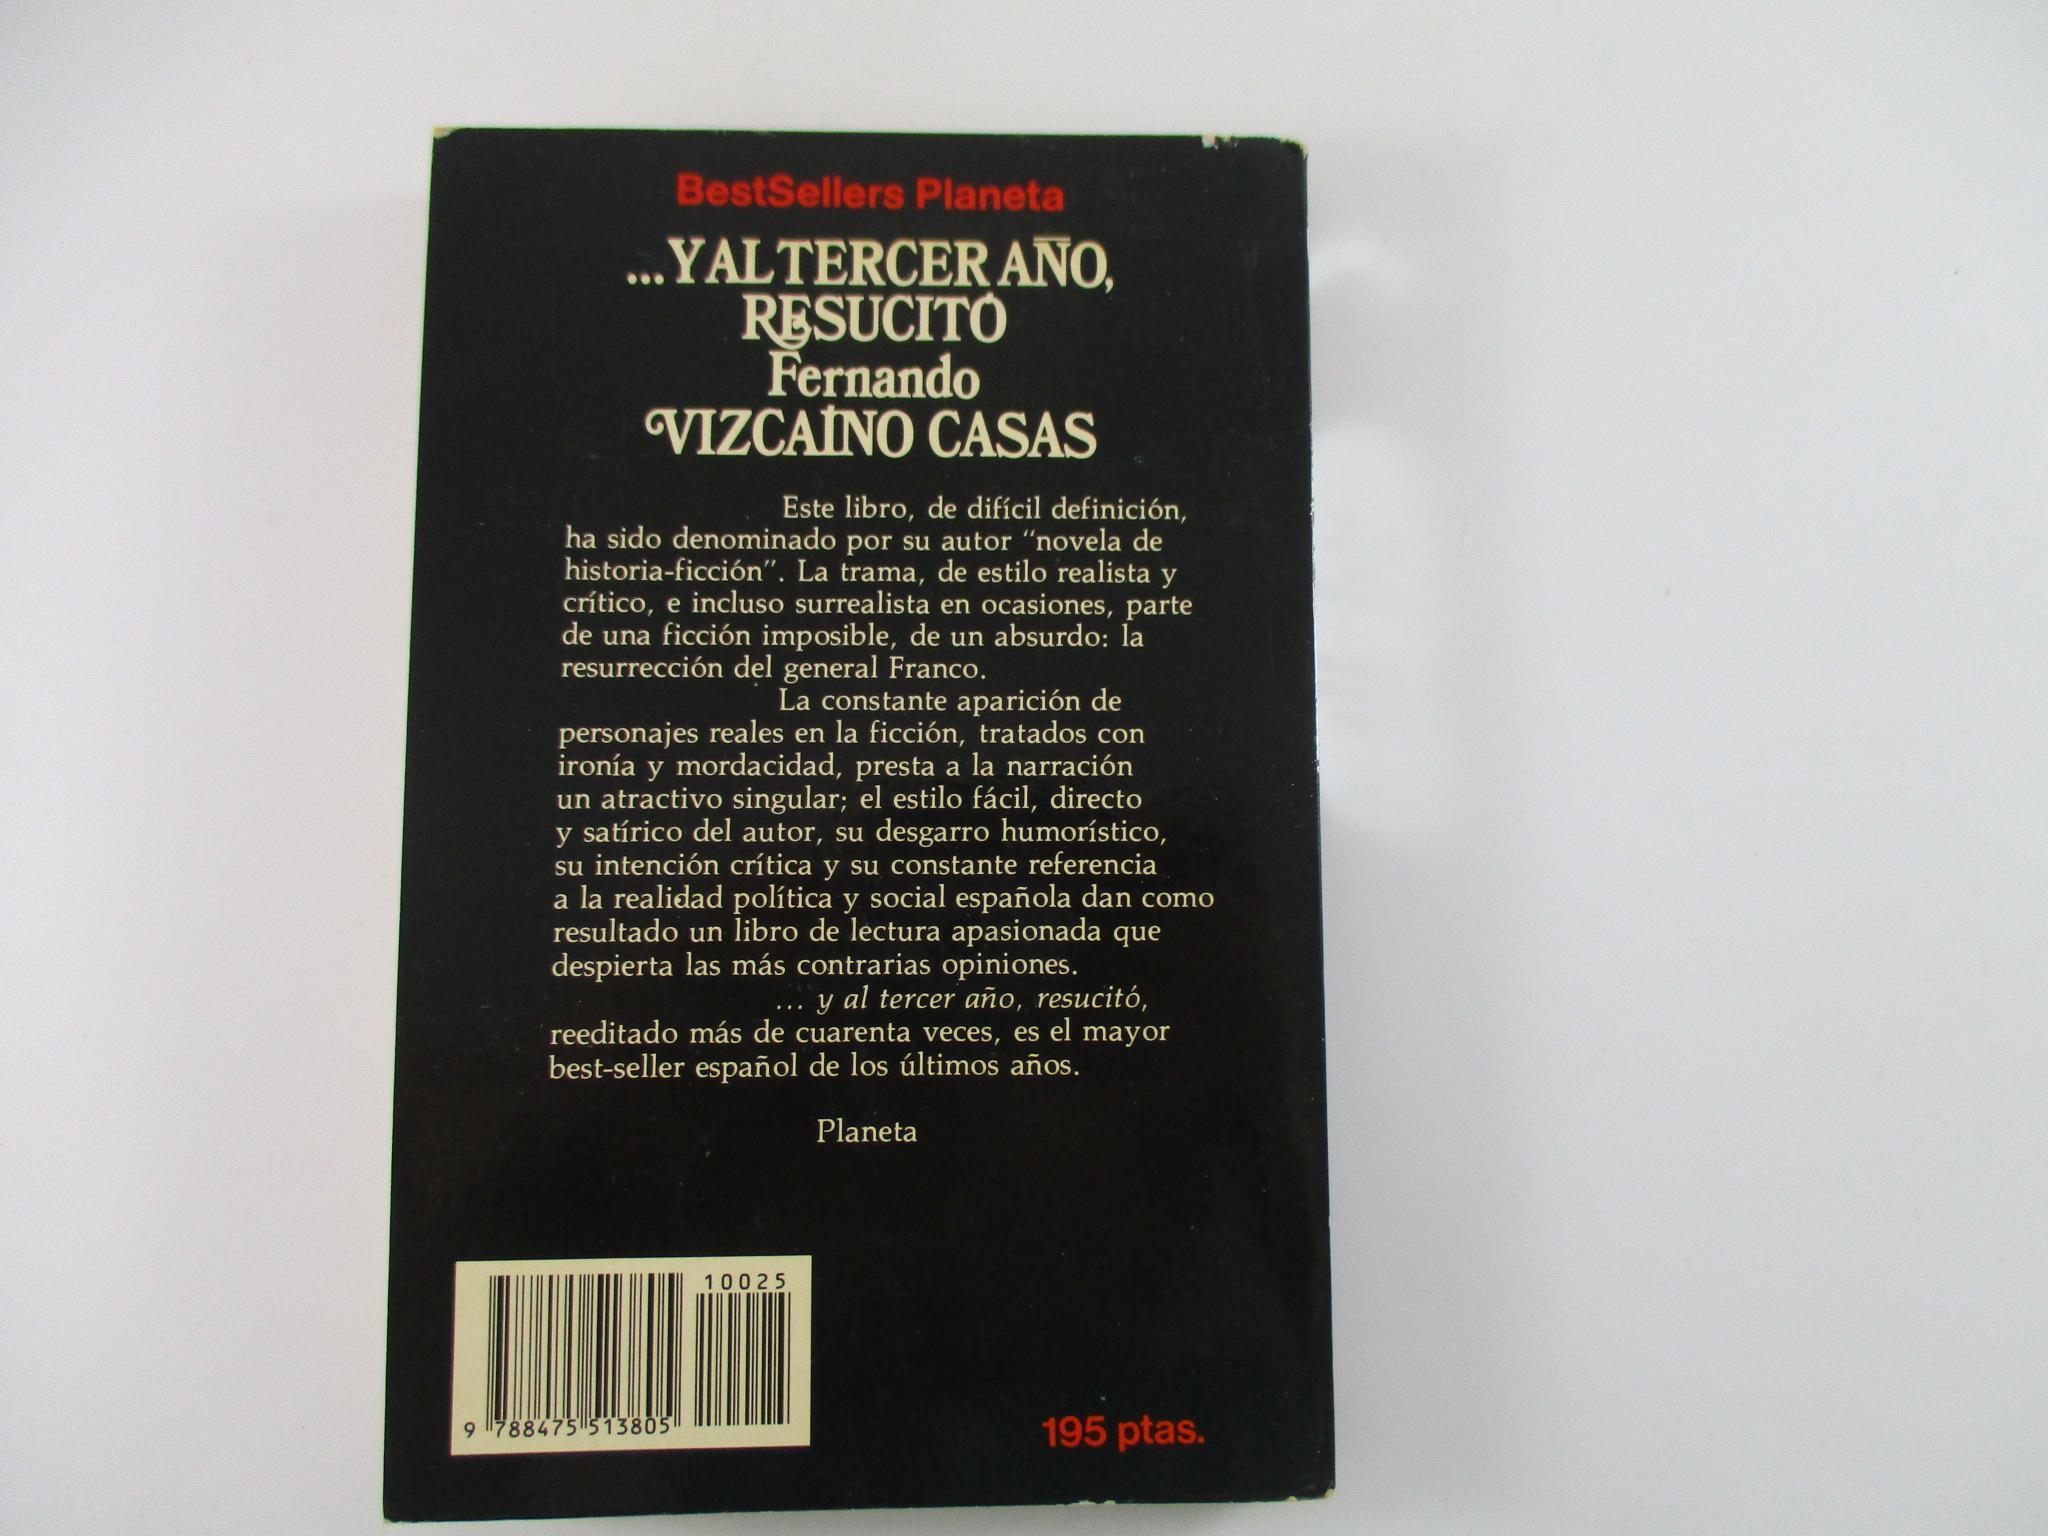 BestSellers Planeta
...Y AL TERCER AÑO,
RESUCITÓ
Fernando
VIZCAÍNO CASAS
Este libro, de difícil definición,
ha sido denominado por su autor “novela de
historia-ficción”. La trama, de estilo realista y
crítico, e incluso surrealista en ocasiones, parte
de una ficción imposible, de un absurdo: la
resurrección del general Franco.
La constante aparición de
personajes reales en la ficción, tratados con
ironía y mordacidad, presta a la narración
un atractivo singular; el estilo fácil, directo
y satírico del autor, su desgarro humorístico,
su intención crítica y su constante referencia
a la realidad política y social española dan como
resultado un libro de lectura apasionada que
despierta las más contrarias opiniones.
... y al tercer año, resucitó,
reeditado más de cuarenta veces, es el mayor
best-seller español de los últimos años.
Planeta
10025
9 788475 513805
195 ptas.